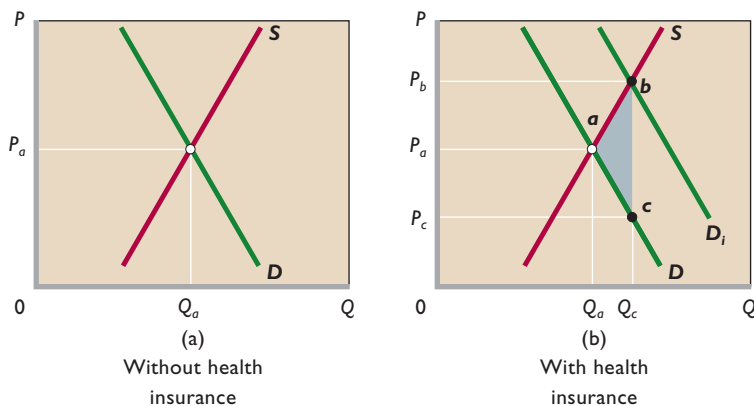 P
S
P_a
D
0
Q_a
Q
(a)
Without health
insurance
P
S
P_b
b
a
P_a
c
P_c
D_i
D
0
Q_a
Q_c
Q
(b)
With health
insurance